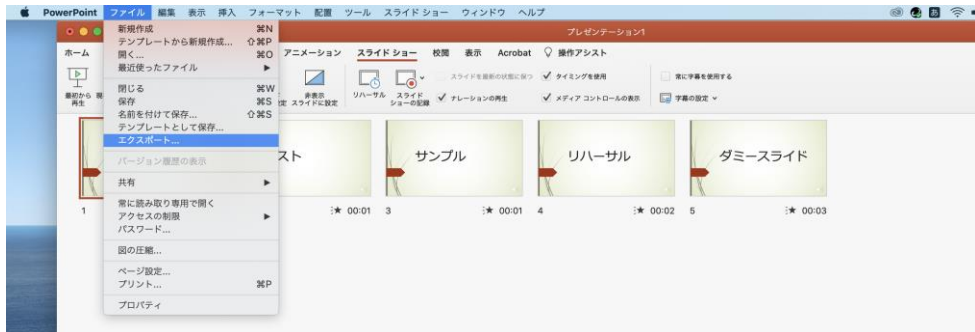 PowerPoint ファイル 編集 表示 挿入 フォーマット 配置 ツール スライド ショー ウィンドウ ヘルプ
プレゼンテーション1
ホーム アニメーション スライド ショー 校閲 表示 Acrobat 操作アシスト
新規作成 ⌘N
テンプレートから新規作成... ⇧⌘P
開く... ⌘O
最近使ったファイル
閉じる ⌘W
保存 ⌘S
名前を付けて保存... ⇧⌘S
テンプレートとして保存...
エクスポート...
バージョン履歴の表示
共有
常に読み取り専用で開く
アクセスの制限
パスワード...
図の圧縮...
ページ設定...
プリント... ⌘P
プロパティ
最初から
再生
非表示
スライドに設定
リハーサル
スライド
ショーの記録
スライドを最新の状態に保つ
タイミングを使用
常に字幕を使用する
ナレーションの再生
メディア コントロールの表示
字幕の設定
スト
サンプル
リハーサル
ダミースライド
1
00:01
3
00:01
4
00:02
5
00:03